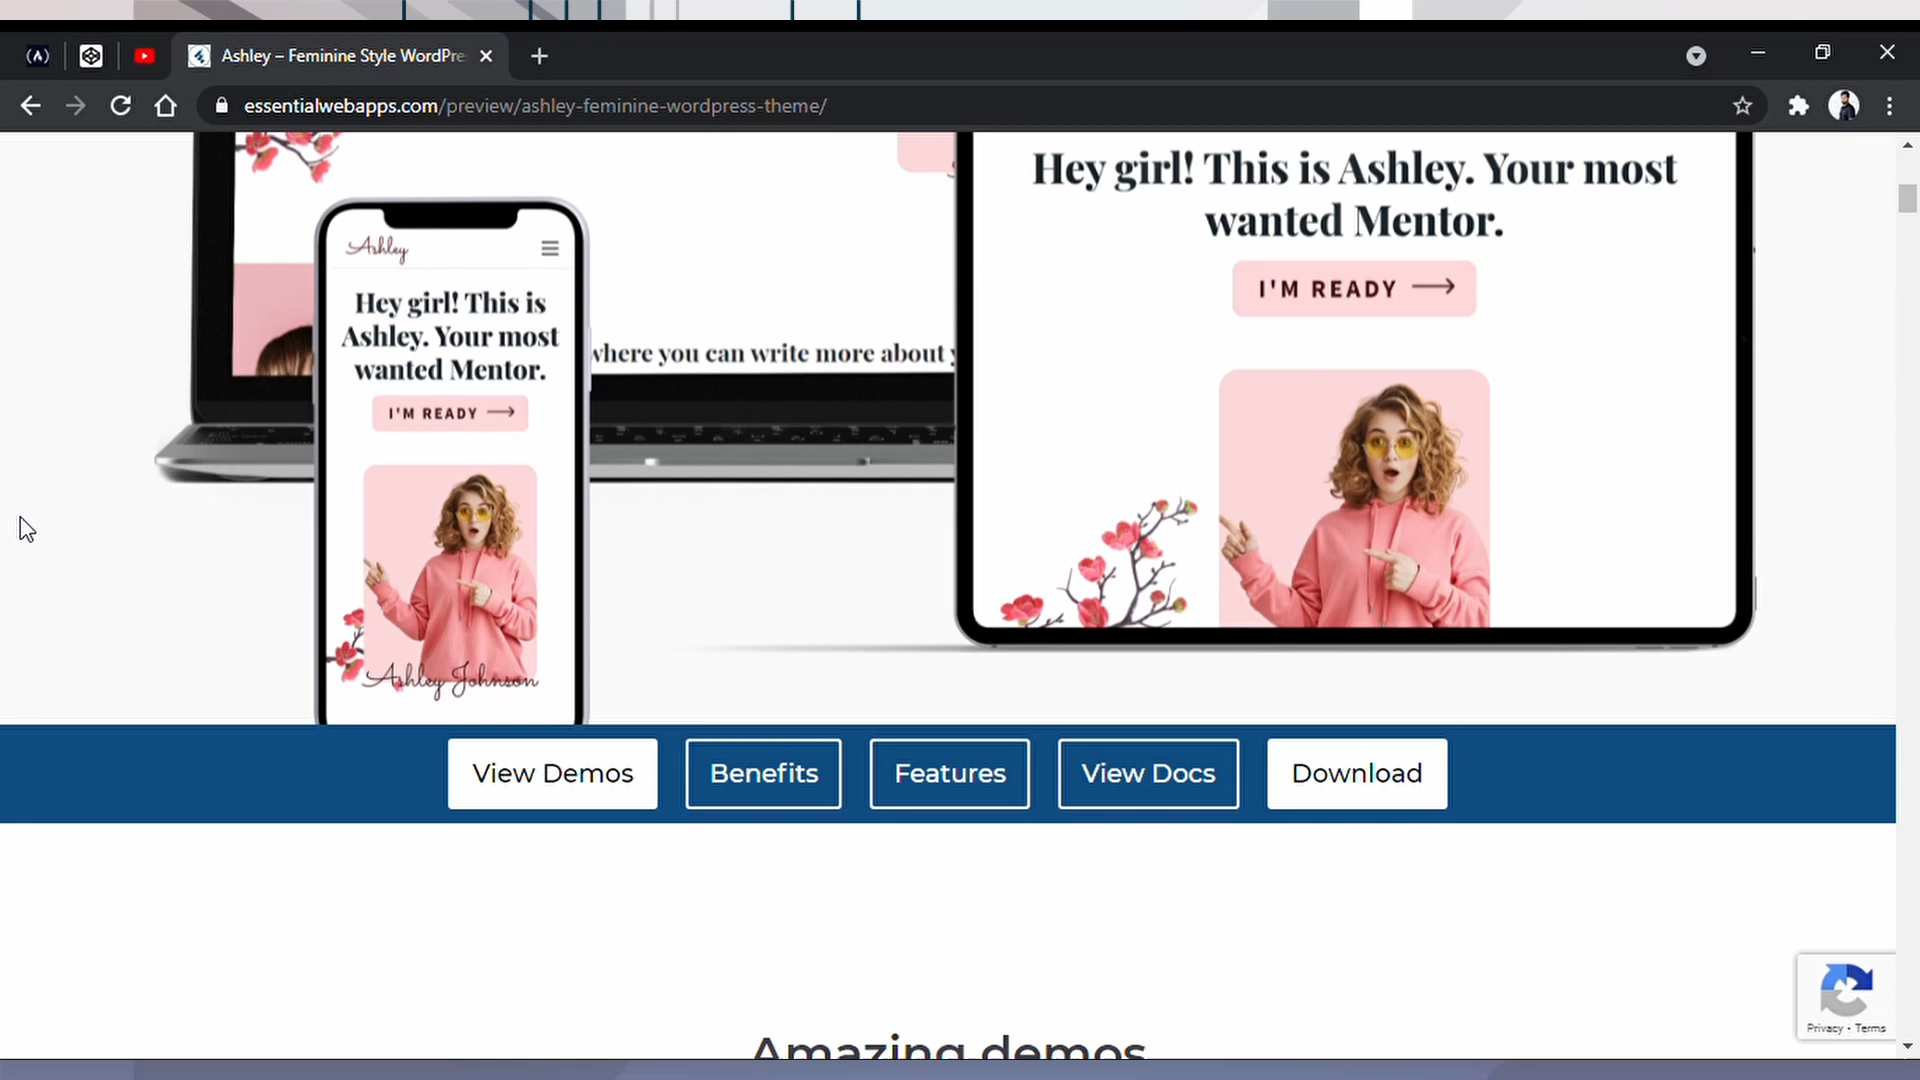 Ashley – Feminine Style WordPre
essentialwebapps.com/preview/ashley-feminine-wordpress-theme/
Hey girl! This is Ashley. Your most
wanted Mentor.
I'M READY
Ashley
Hey girl! This is
Ashley. Your most
wanted Mentor.
I'M READY
where you can write more about y
Ashley Johnson
View Demos
Benefits
Features
View Docs
Download
Amazing demos
Privacy - Terms